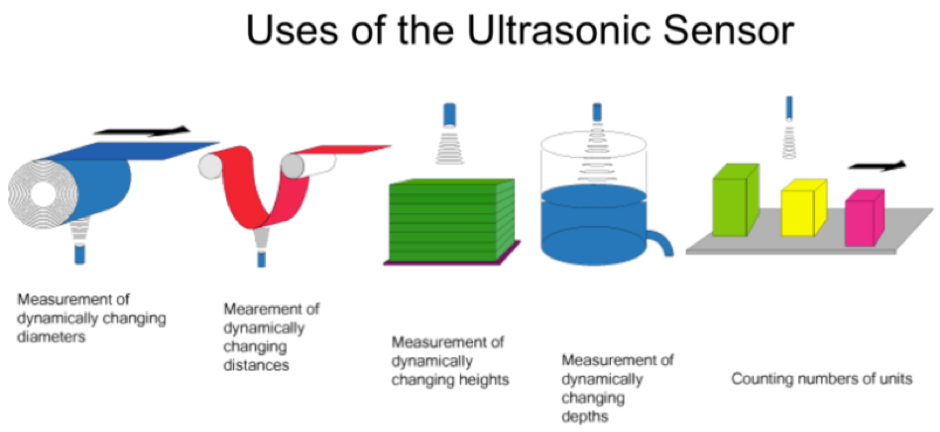 Uses of the Ultrasonic Sensor
Measurement of
dynamically changing
diameters
Mearement of
dynamically
changing
distances
Measurement of
dynamically
changing heights
Measurement of
dynamically
changing
depths
Counting numbers of units